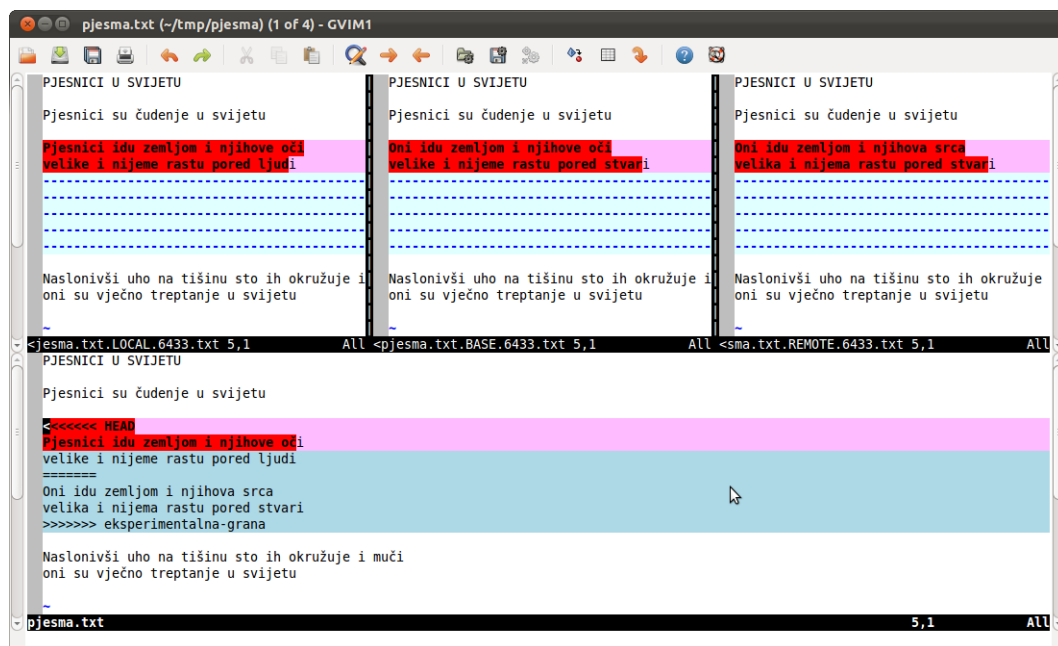 pjesma.txt (~/tmp/pjesma) (1 of 4) - GVIM1
PJESNICI U SVIJETU
Pjesnici su čuđenje u svijetu
Pjesnici idu zemljom i njihove oči
velike i nijeme rastu pored ljudi
Naslonivši uho na tišinu sto ih okružuje i
oni su vječno treptanje u svijetu
~
<jesma.txt.LOCAL.6433.txt 5,1 All
PJESNICI U SVIJETU
Pjesnici su čuđenje u svijetu
Oni idu zemljom i njihove oči
velike i nijeme rastu pored stvari
Naslonivši uho na tišinu sto ih okružuje i
oni su vječno treptanje u svijetu
~
<pjesma.txt.BASE.6433.txt 5,1 All
PJESNICI U SVIJETU
Pjesnici su čuđenje u svijetu
Oni idu zemljom i njihova srca
velika i nijema rastu pored stvari
Naslonivši uho na tišinu sto ih okružuje
oni su vječno treptanje u svijetu
~
<sma.txt.REMOTE.6433.txt 5,1 All
PJESNICI U SVIJETU
Pjesnici su čuđenje u svijetu
<<<<<<< HEAD
Pjesnici idu zemljom i njihove oči
velike i nijeme rastu pored ljudi
=======
Oni idu zemljom i njihova srca
velika i nijema rastu pored stvari
>>>>>>> eksperimentalna-grana
Naslonivši uho na tišinu sto ih okružuje i muči
oni su vječno treptanje u svijetu
~
pjesma.txt 5,1 All